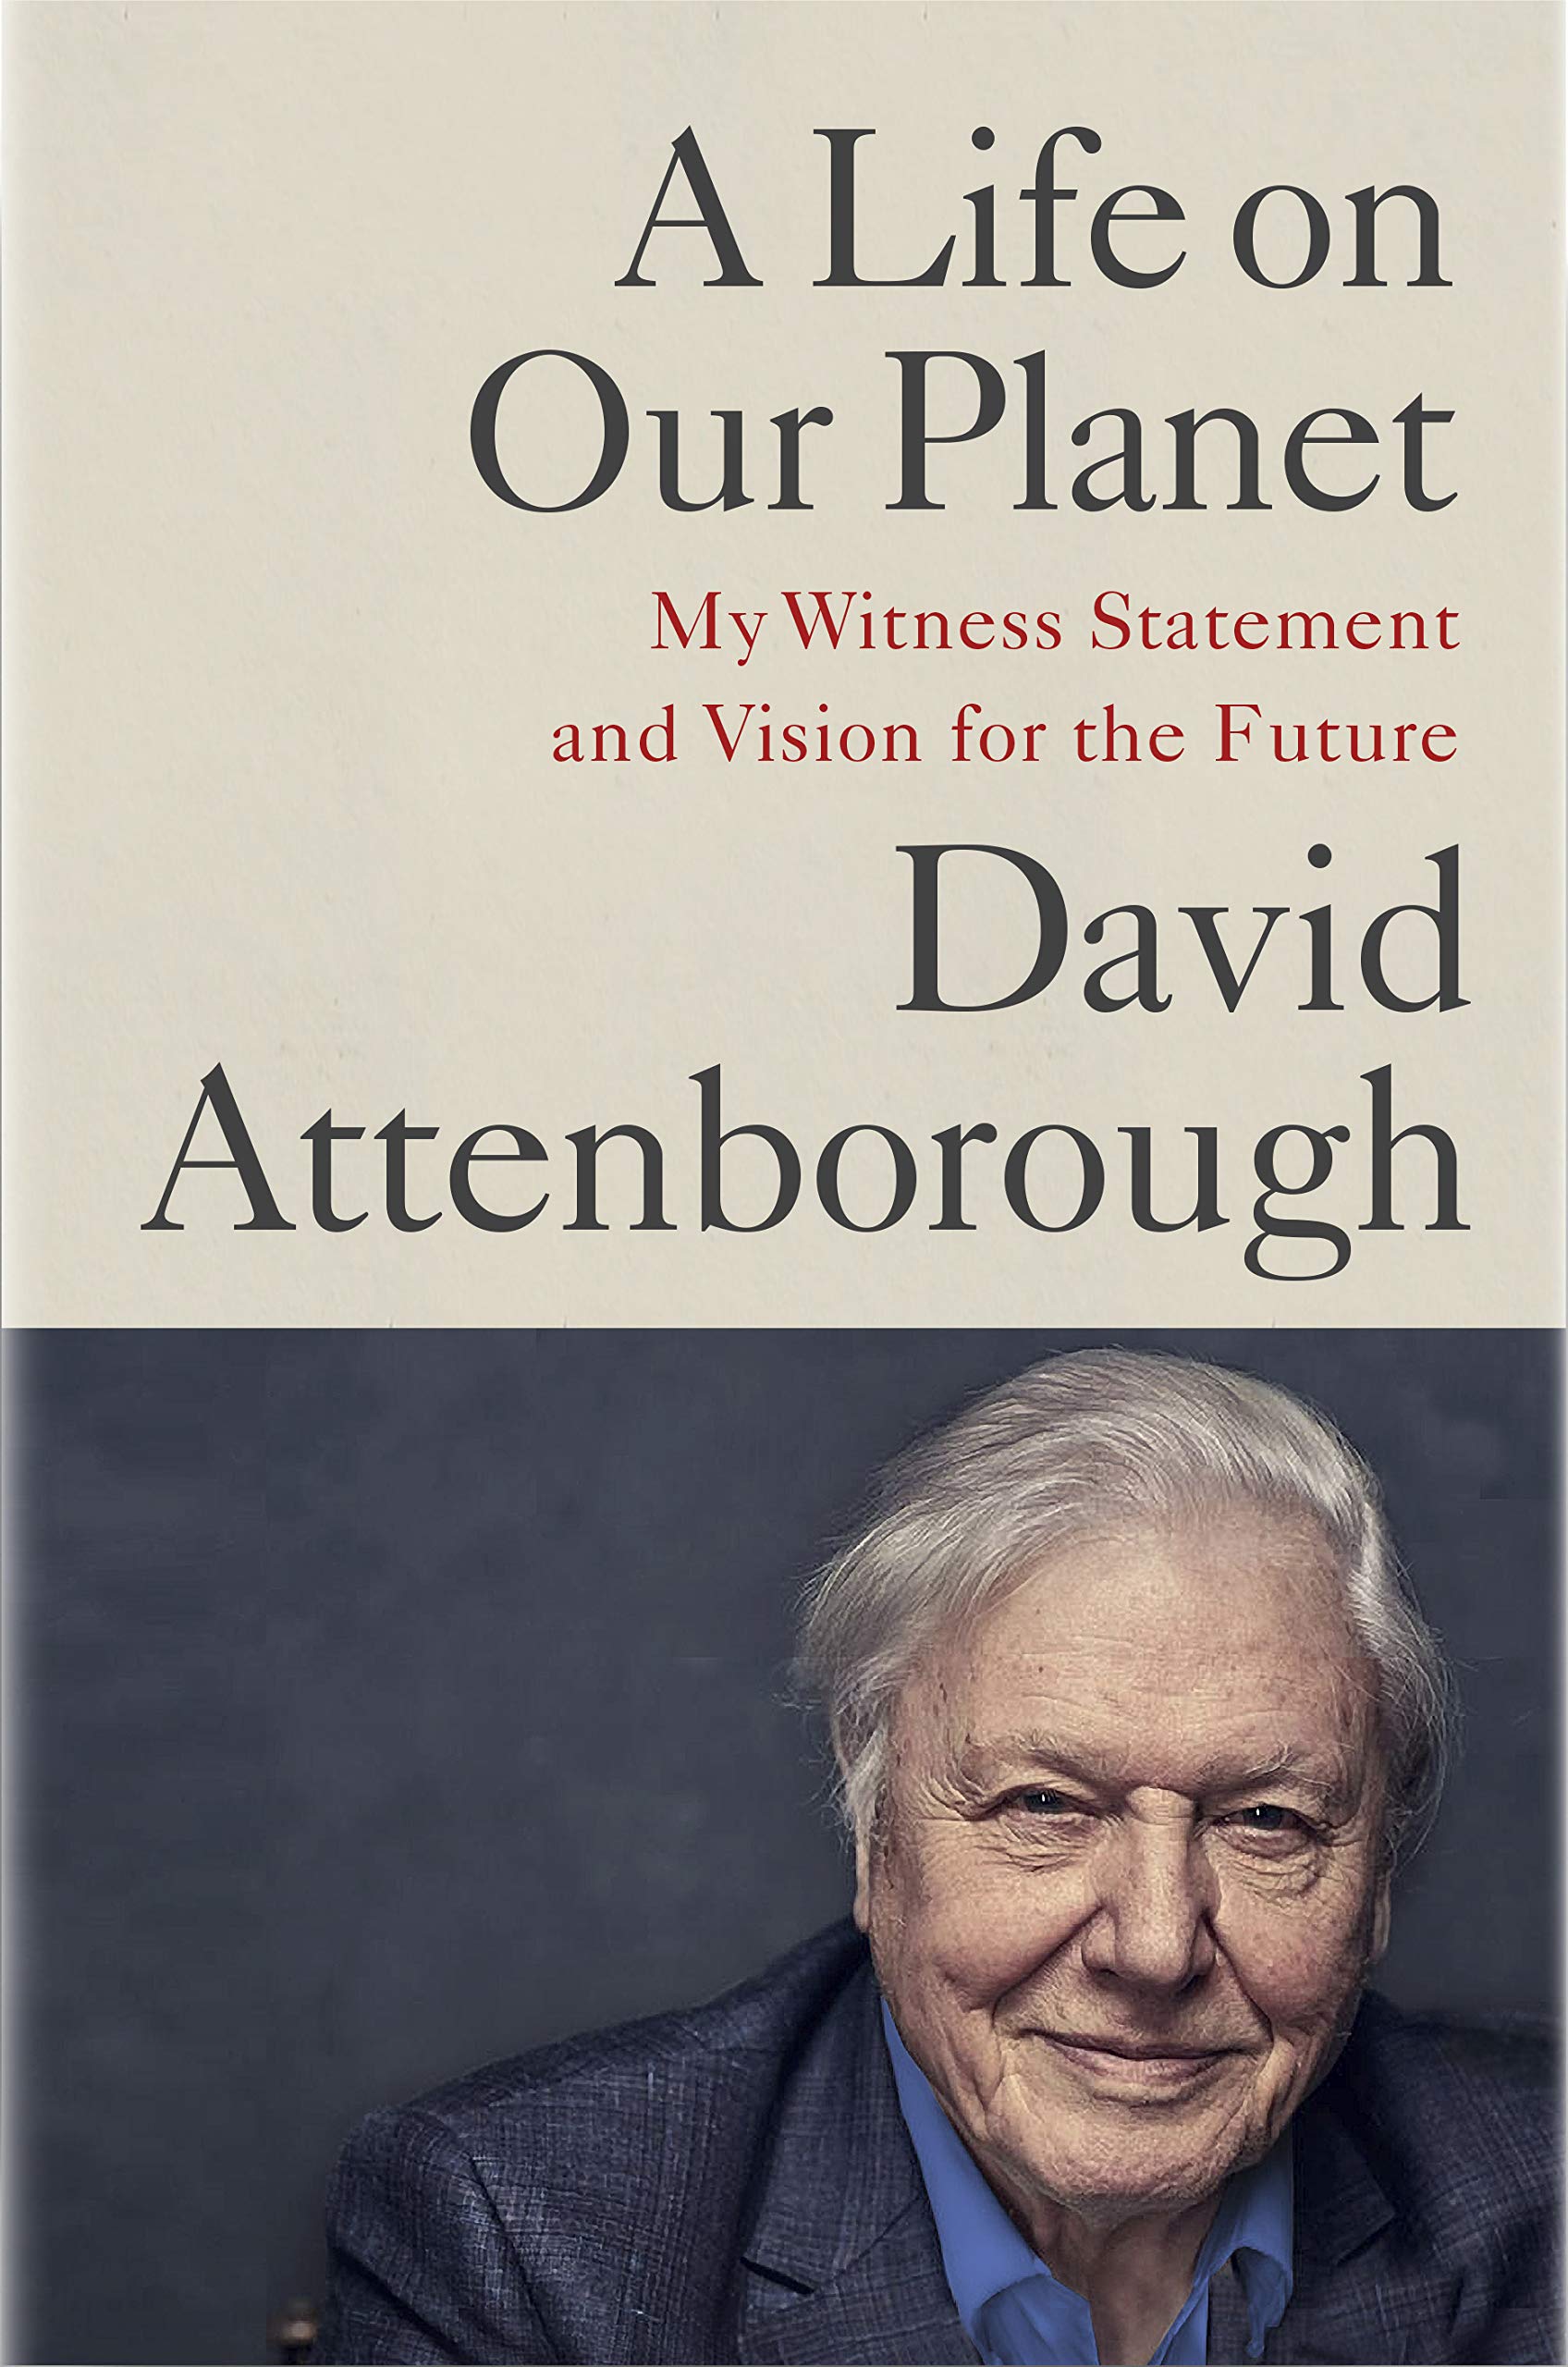 A Life on
Our Planet
My Witness Statement
and Vision for the Future
David
Attenborough